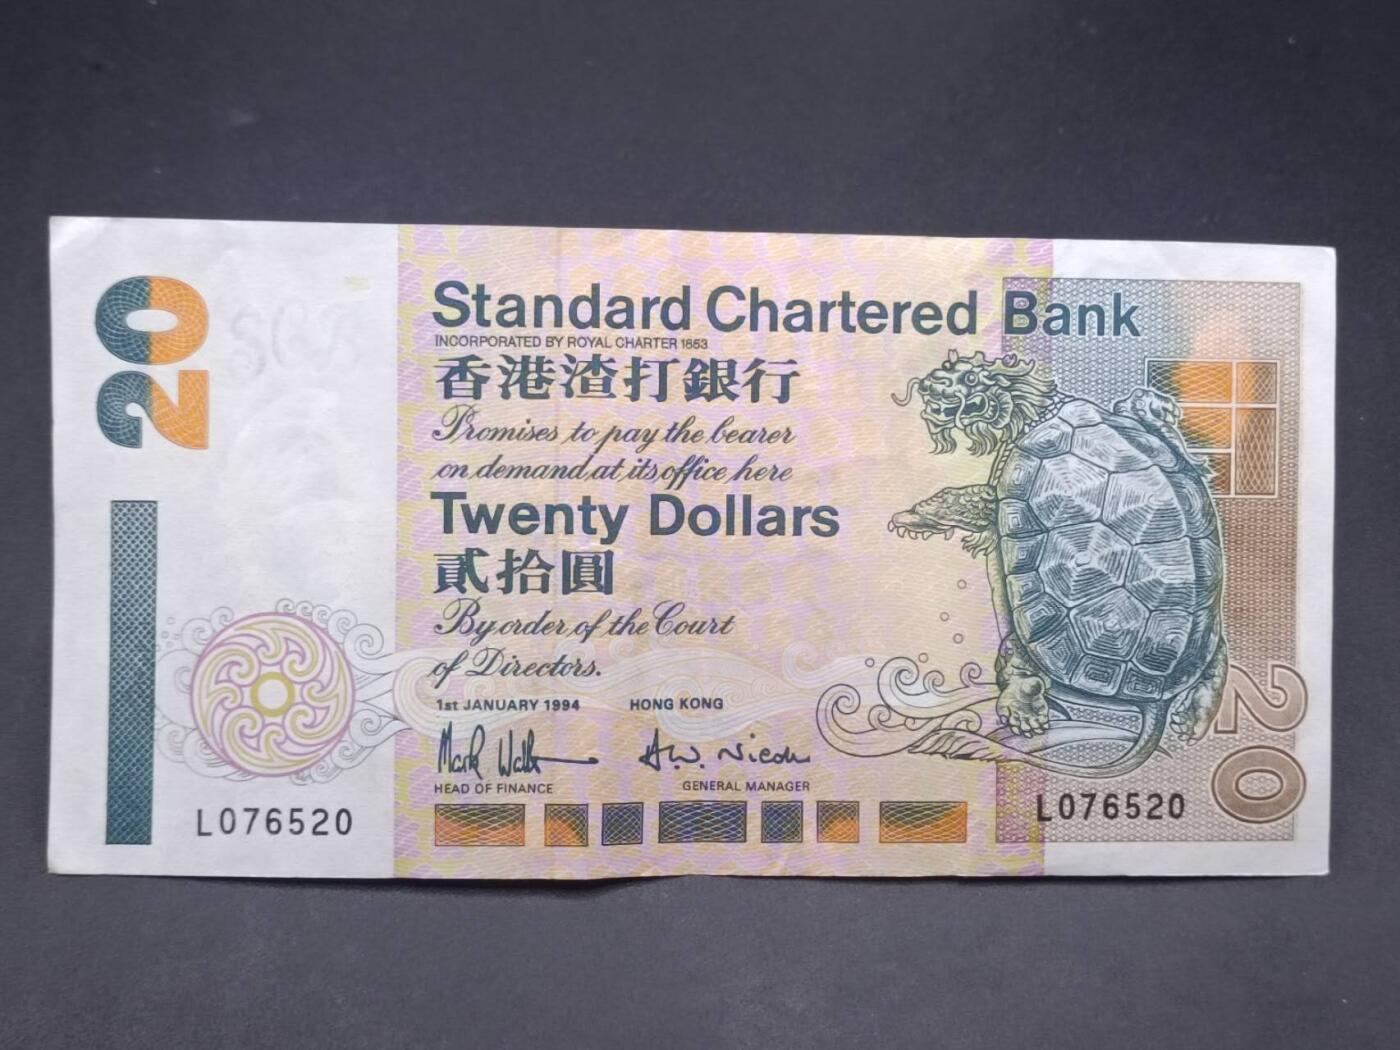 20
Standard Chartered Bank
INCORPORATED BY ROYAL CHARTER 1853
香港渣打銀行
Promises to pay the bearer
on demand, at its office here
Twenty Dollars
貳拾圓
By order of the Court
of Directors.
1st JANUARY 1994 HONG KONG
HEAD OF FINANCE GENERAL MANAGER
L076520 L076520
20